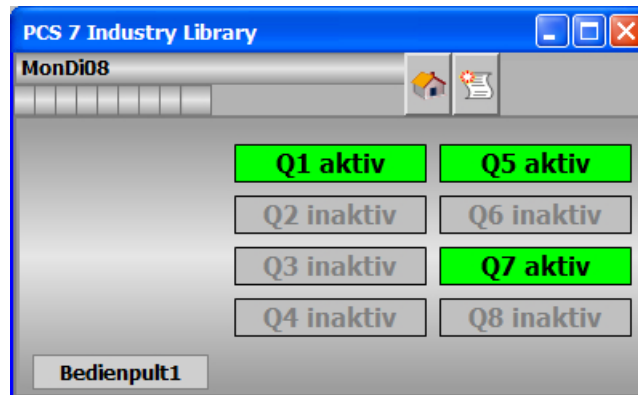 PCS 7 Industry Library
MonDi08
Q1 aktiv Q5 aktiv
Q2 inaktiv Q6 inaktiv
Q3 inaktiv Q7 aktiv
Q4 inaktiv Q8 inaktiv
Bedienpult1